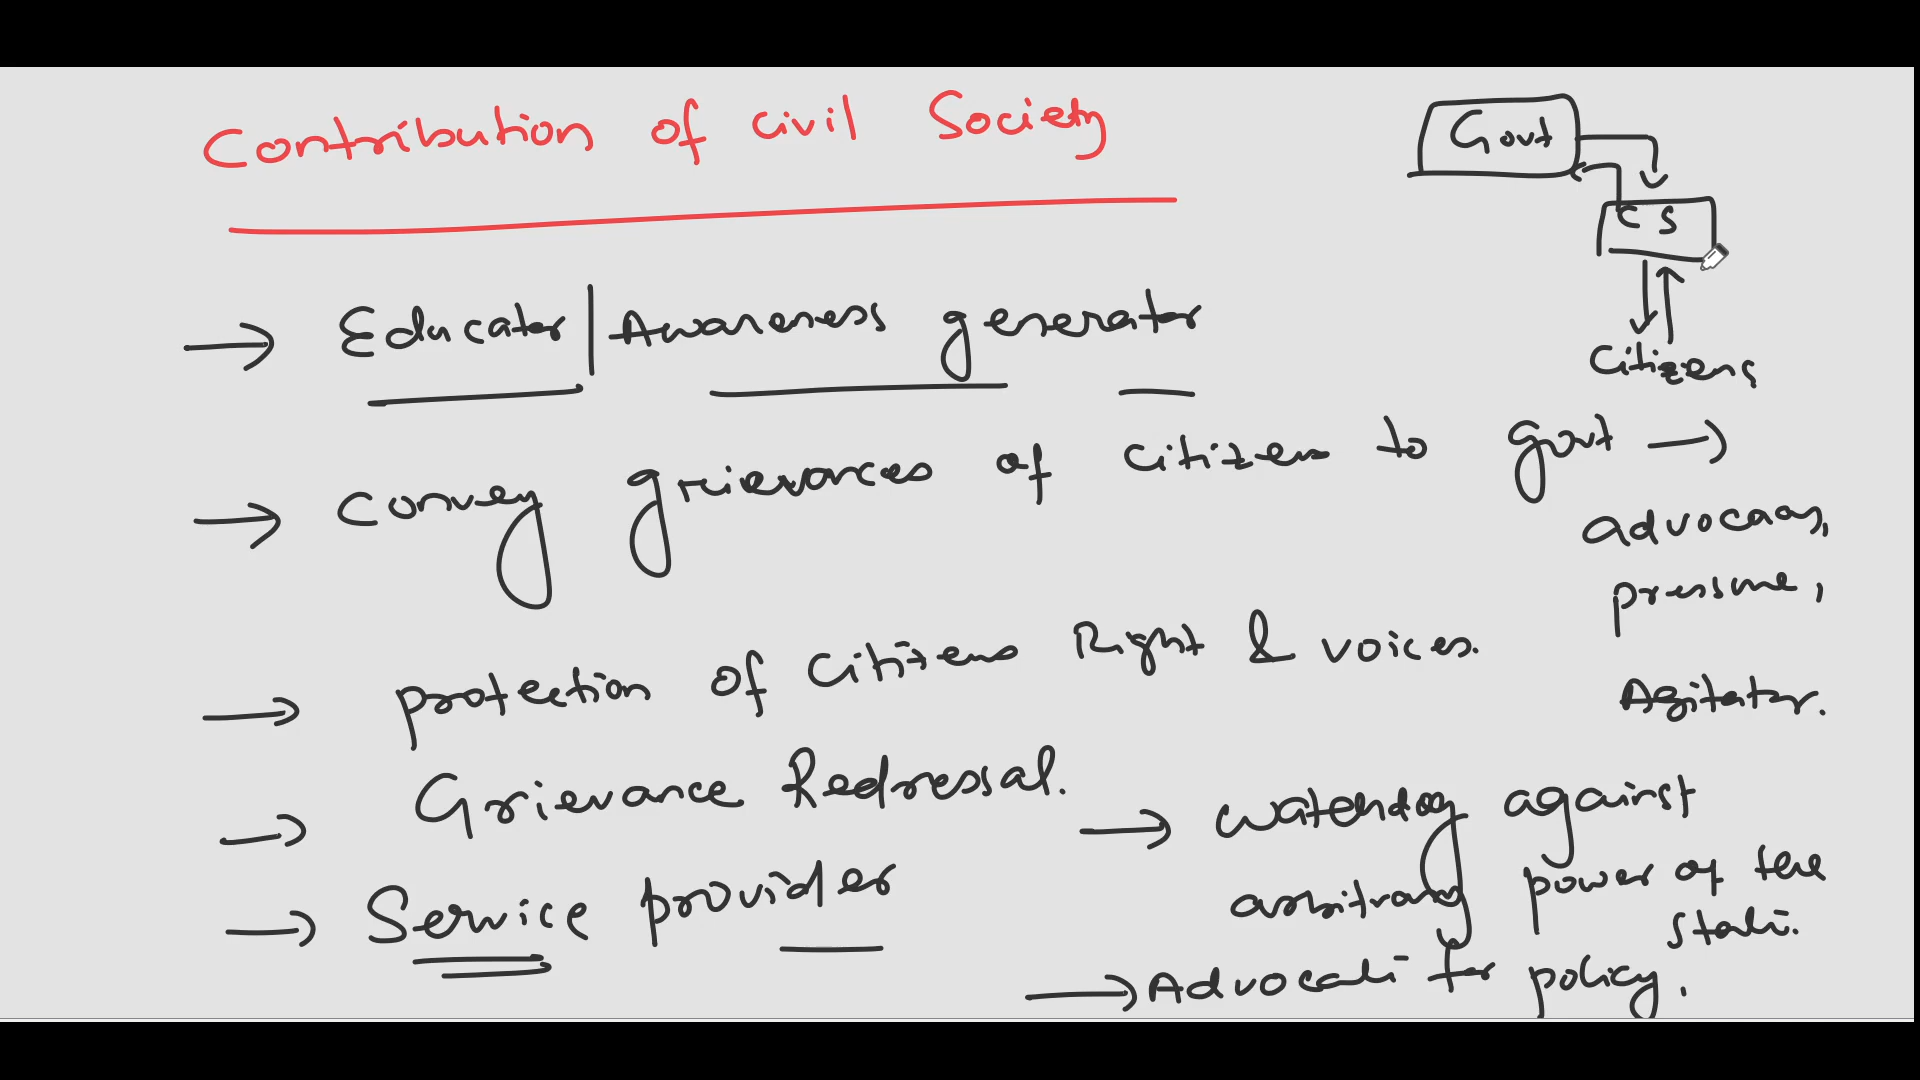 Contribution of civil Society
Govt
CS
Citizens
→ Educator | Awareness generator
→ Convey grievances of citizens to govt →
advocacy,
pressure,
Agitator.
→ protection of citizens Right & voices.
→ Grievance Redressal.
→ watchdog against
arbitrary power of the
state.
→ Service provider
→ Advocate for policy.